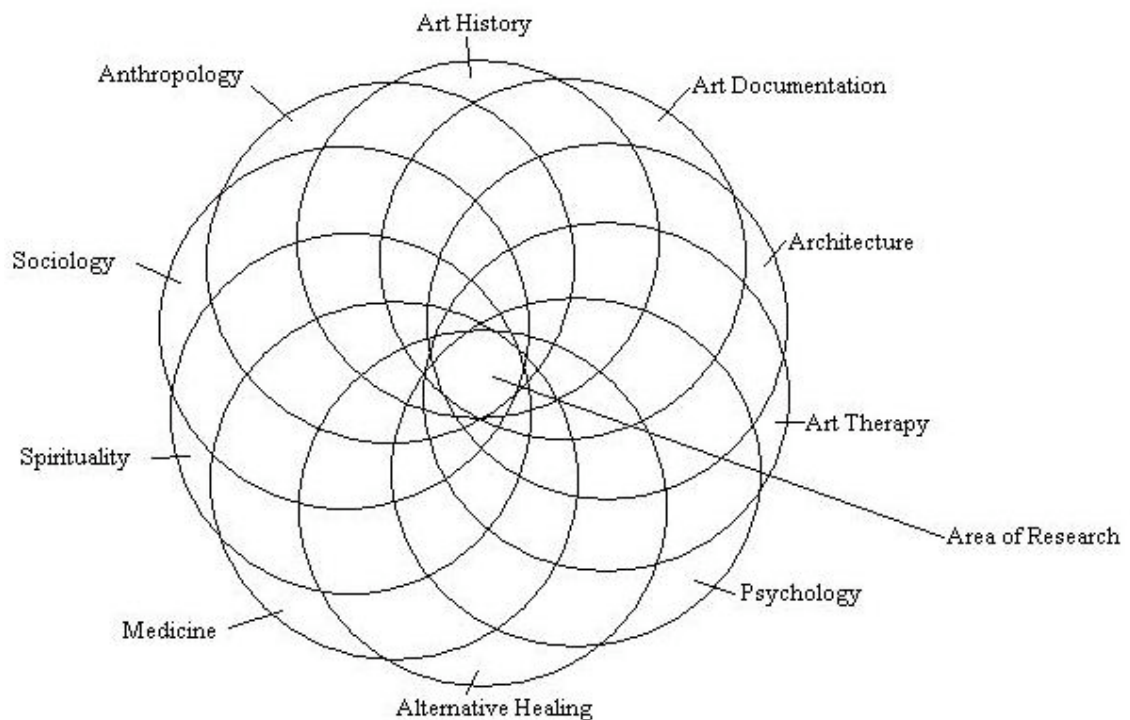 Art History
Anthropology
Art Documentation
Architecture
Sociology
Art Therapy
Spirituality
Area of Research
Psychology
Medicine
Alternative Healing